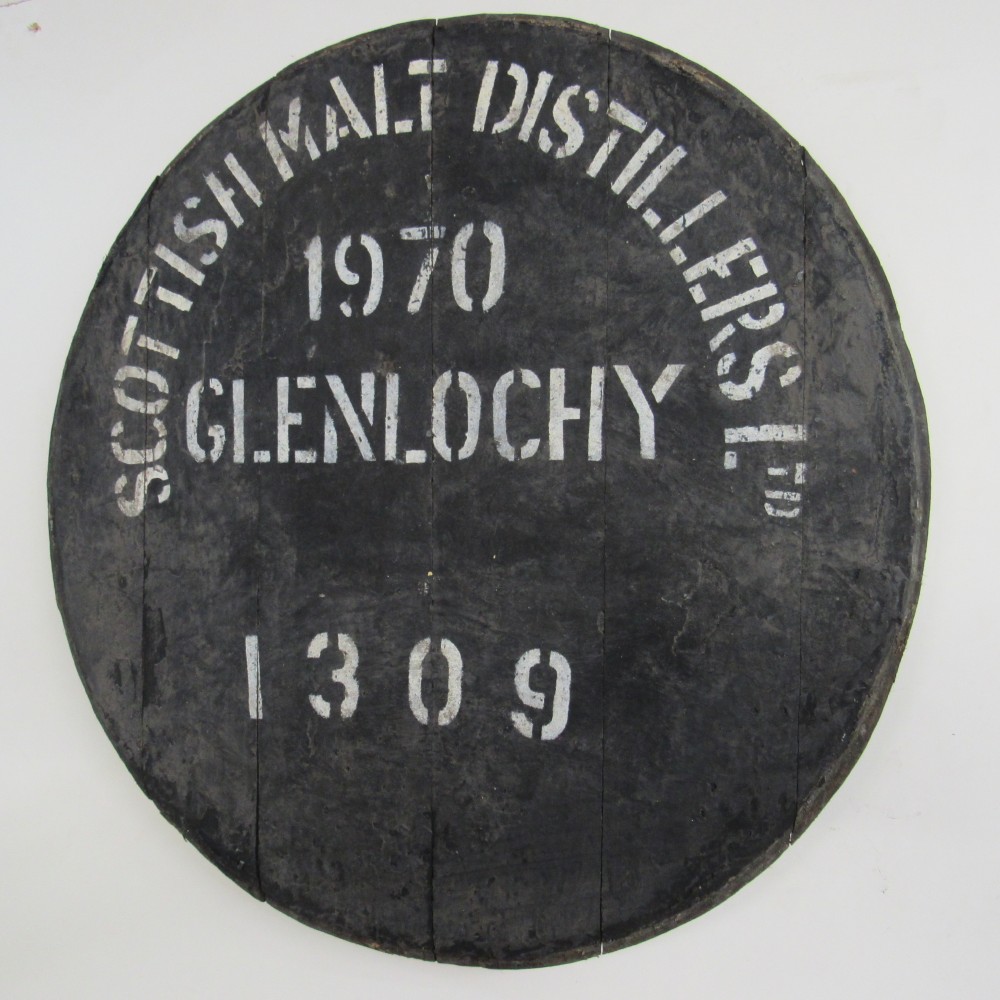 SCOTTISH MALT DISTILLERS LTD
1970
GLENLOCHY
1309